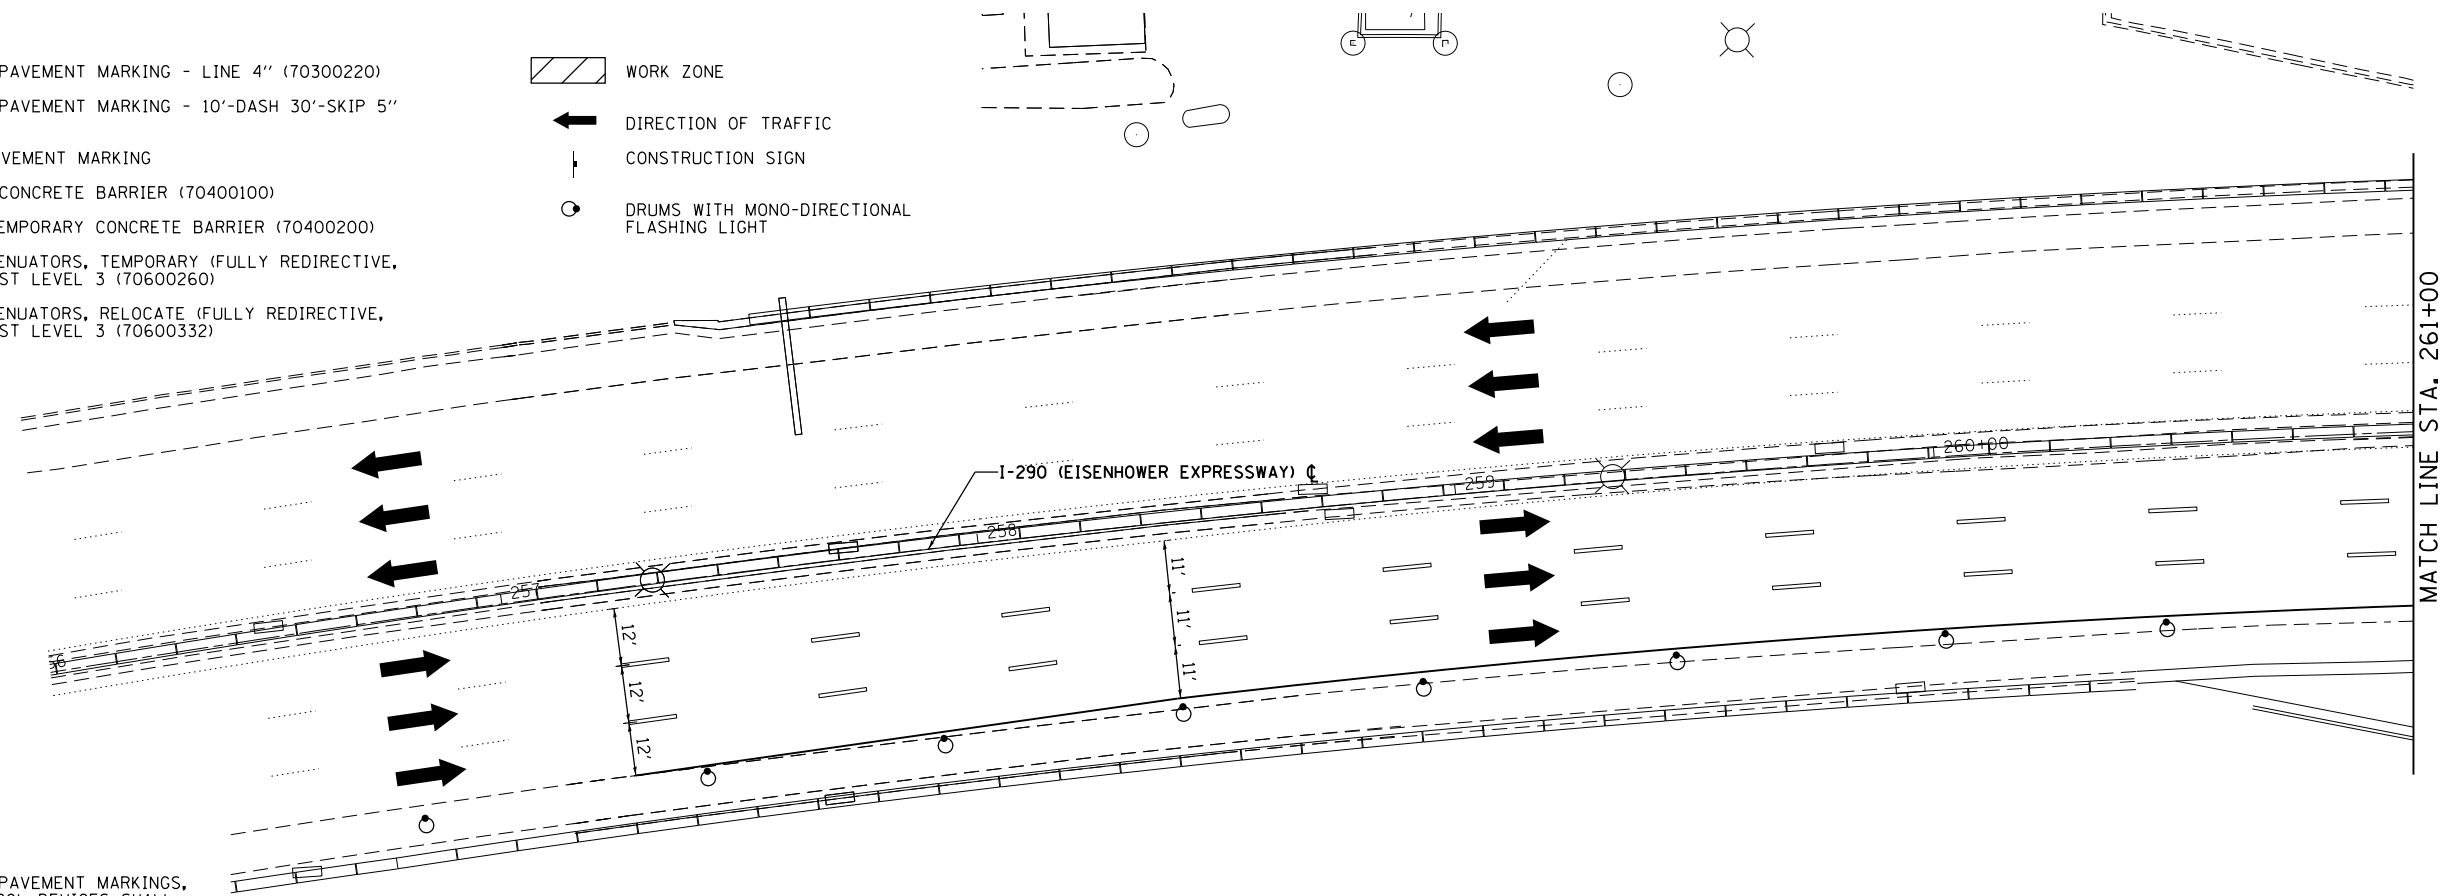 PAVEMENT MARKING - LINE 4" (70300220)
PAVEMENT MARKING - 10'-DASH 30'-SKIP 5"
VEMENT MARKING
CONCRETE BARRIER (70400100)
EMPORARY CONCRETE BARRIER (70400200)
ENUATORS, TEMPORARY (FULLY REDIRECTIVE,
ST LEVEL 3 (70600260)
ENUATORS, RELOCATE (FULLY REDIRECTIVE,
ST LEVEL 3 (70600332)
WORK ZONE
DIRECTION OF TRAFFIC
CONSTRUCTION SIGN
DRUMS WITH MONO-DIRECTIONAL
FLASHING LIGHT
I-290 (EISENHOWER EXPRESSWAY) ℄
257
258
259
260+00
12'
12'
12'
11'
11'
11'
MATCH LINE STA. 261+00
PAVEMENT MARKINGS,